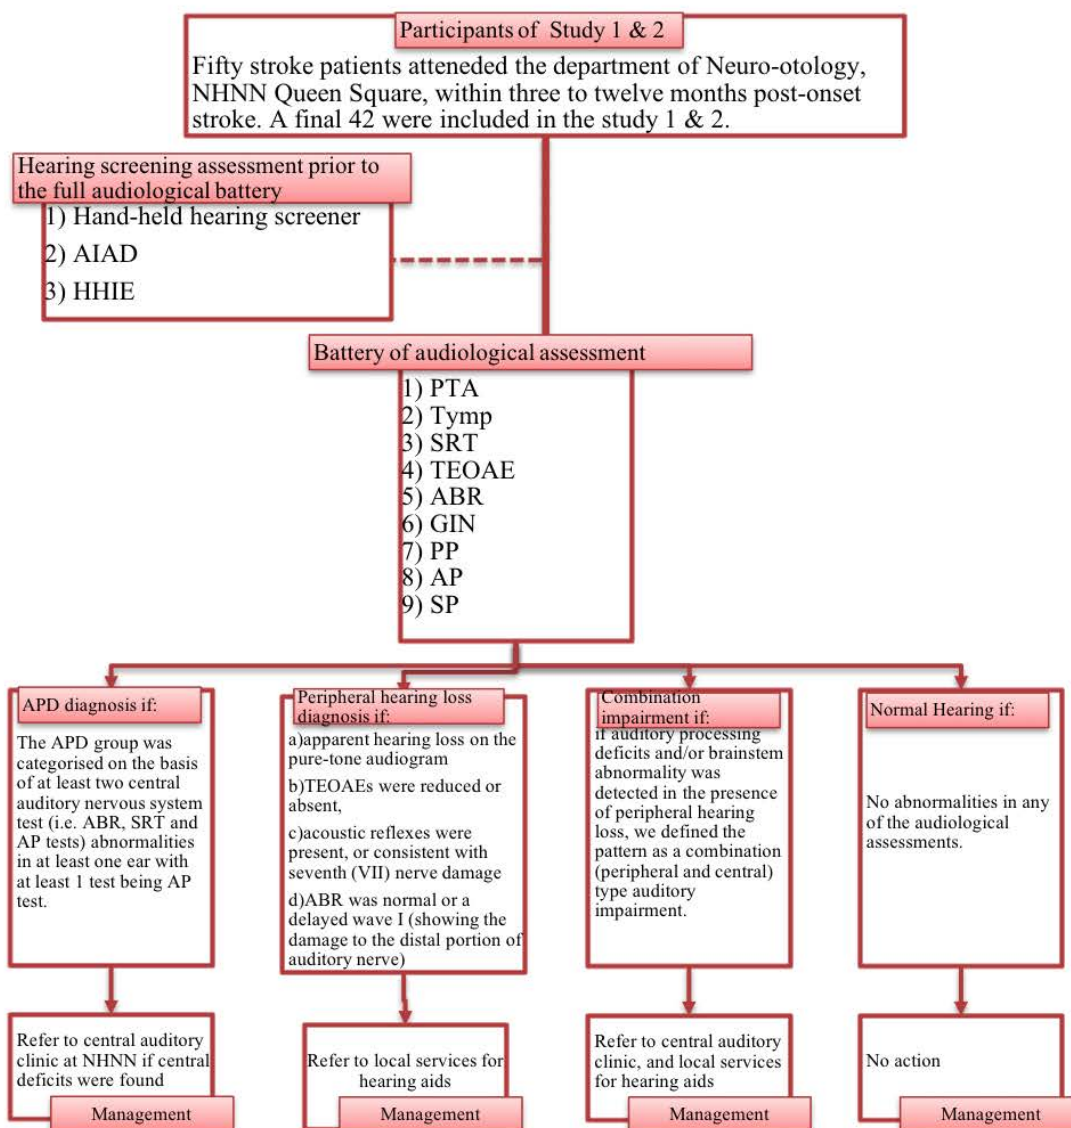 Participants of Study 1 & 2
Fifty stroke patients atteneded the department of Neuro-otology,
NHNN Queen Square, within three to twelve months post-onset
stroke. A final 42 were included in the study 1 & 2.
Hearing screening assessment prior to
the full audiological battery
1) Hand-held hearing screener
2) AIAD
3) HHIE
Battery of audiological assessment
1) PTA
2) Tymp
3) SRT
4) TEOAE
5) ABR
6) GIN
7) PP
8) AP
9) SP
APD diagnosis if:
The APD group was
categorised on the basis
of at least two central
auditory nervous system
test (i.e. ABR, SRT and
AP tests) abnormalities
in at least one ear with
at least 1 test being AP
test.
Peripheral hearing loss
diagnosis if:
a)apparent hearing loss on the
pure-tone audiogram
b)TEOAEs were reduced or
absent,
c)acoustic reflexes were
present, or consistent with
seventh (VII) nerve damage
d)ABR was normal or a
delayed wave I (showing the
damage to the distal portion of
auditory nerve)
Combination
impairment if:
if auditory processing
deficits and/or brainstem
abnormality was
detected in the presence
of peripheral hearing
loss, we defined the
pattern as a combination
(peripheral and central)
type auditory
impairment.
Normal Hearing if:
No abnormalities in any
of the audiological
assessments.
Refer to central auditory
clinic at NHNN if central
deficits were found
Management
Refer to local services for
hearing aids
Management
Refer to central auditory
clinic, and local services
for hearing aids
Management
No action
Management